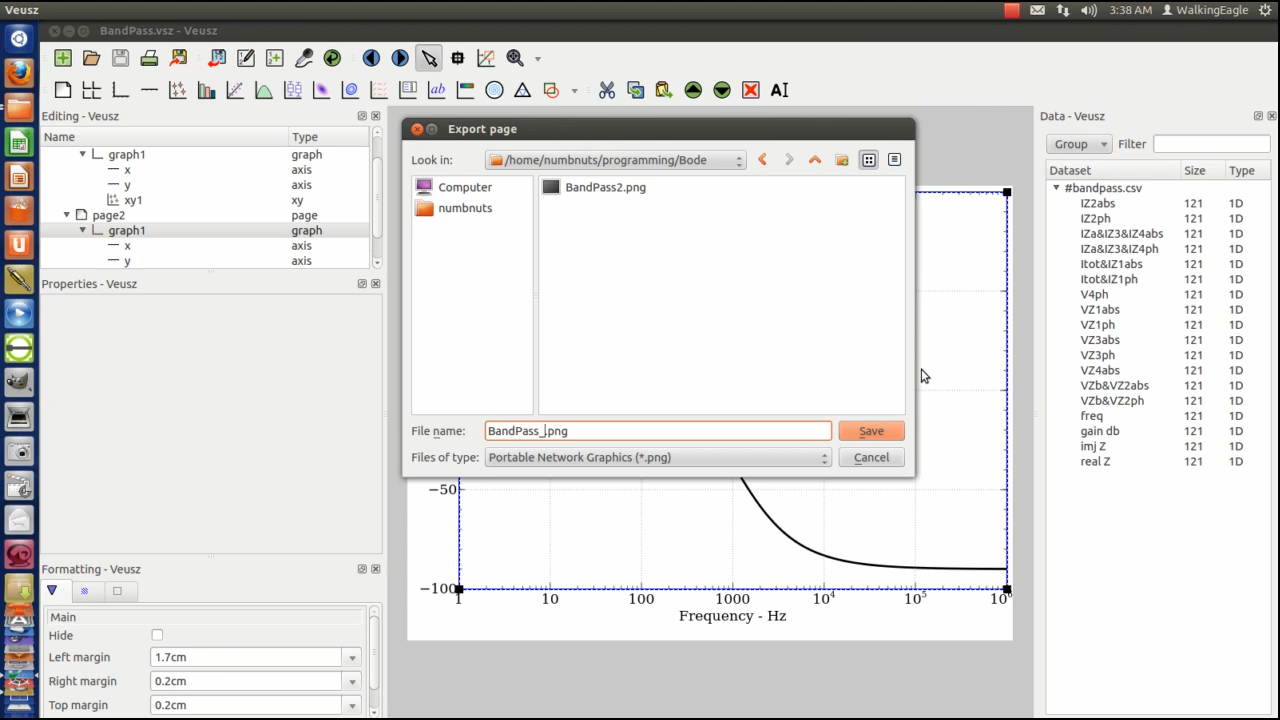 Veusz
3:38 AM
WalkingEagle
BandPass.vsz - Veusz
ab
AI
Editing - Veusz
Name
Type
graph1 graph
x axis
y axis
xy1 xy
page2 page
graph1 graph
x axis
y axis
Properties - Veusz
Formatting - Veusz
Main
Hide
Left margin 1.7cm
Right margin 0.2cm
Top margin 0.2cm
Export page
Look in: /home/numbnuts/programming/Bode
Computer
numbnuts
BandPass2.png
File name: BandPass_.png
Save
Files of type: Portable Network Graphics (*.png)
Cancel
−50
−100
1 10 100 1000 10⁴ 10⁵ 10⁶
Frequency - Hz
Data - Veusz
Group Filter
Dataset Size Type
#bandpass.csv
IZ2abs 121 1D
IZ2ph 121 1D
IZa&IZ3&IZ4abs 121 1D
IZa&IZ3&IZ4ph 121 1D
Itot&IZ1abs 121 1D
Itot&IZ1ph 121 1D
V4ph 121 1D
VZ1abs 121 1D
VZ1ph 121 1D
VZ3abs 121 1D
VZ3ph 121 1D
VZ4abs 121 1D
VZb&VZ2abs 121 1D
VZb&VZ2ph 121 1D
freq 121 1D
gain db 121 1D
imj Z 121 1D
real Z 121 1D